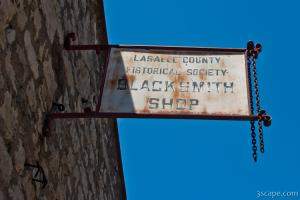 LASALLE COUNTY
HISTORICAL SOCIETY
BLACKSMITH
SHOP
© 3scape.com